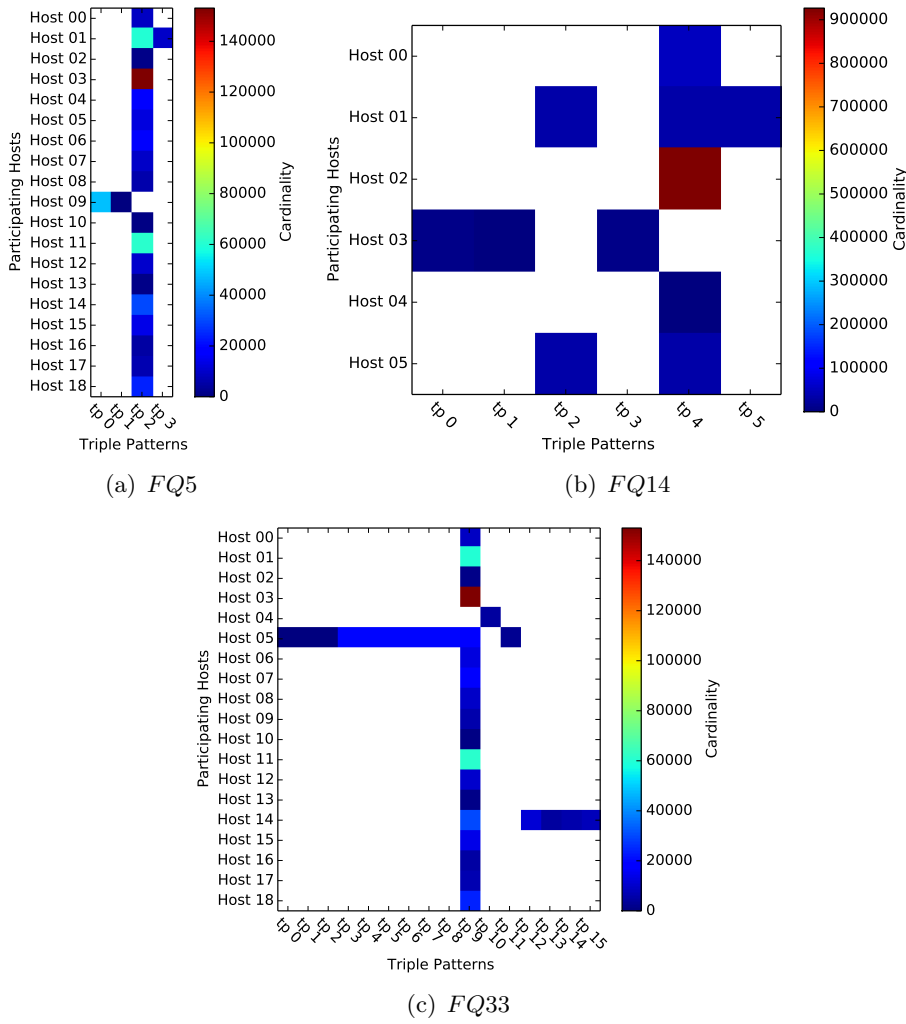 Host 00
Host 01
Host 02
Host 03
Host 04
Host 05
Host 06
Host 07
Host 08
Host 09
Host 10
Host 11
Host 12
Host 13
Host 14
Host 15
Host 16
Host 17
Host 18
Participating Hosts
tp 0
tp 1
tp 2
tp 3
Triple Patterns
140000
120000
100000
80000
60000
40000
20000
0
Cardinality
(a) FQ5
Host 00
Host 01
Host 02
Host 03
Host 04
Host 05
Participating Hosts
tp 0
tp 1
tp 2
tp 3
tp 4
tp 5
Triple Patterns
900000
800000
700000
600000
500000
400000
300000
200000
100000
0
Cardinality
(b) FQ14
Host 00
Host 01
Host 02
Host 03
Host 04
Host 05
Host 06
Host 07
Host 08
Host 09
Host 10
Host 11
Host 12
Host 13
Host 14
Host 15
Host 16
Host 17
Host 18
Participating Hosts
tp 0
tp 1
tp 2
tp 3
tp 4
tp 5
tp 6
tp 7
tp 8
tp 9
tp 10
tp 11
tp 12
tp 13
tp 14
tp 15
Triple Patterns
140000
120000
100000
80000
60000
40000
20000
0
Cardinality
(c) FQ33